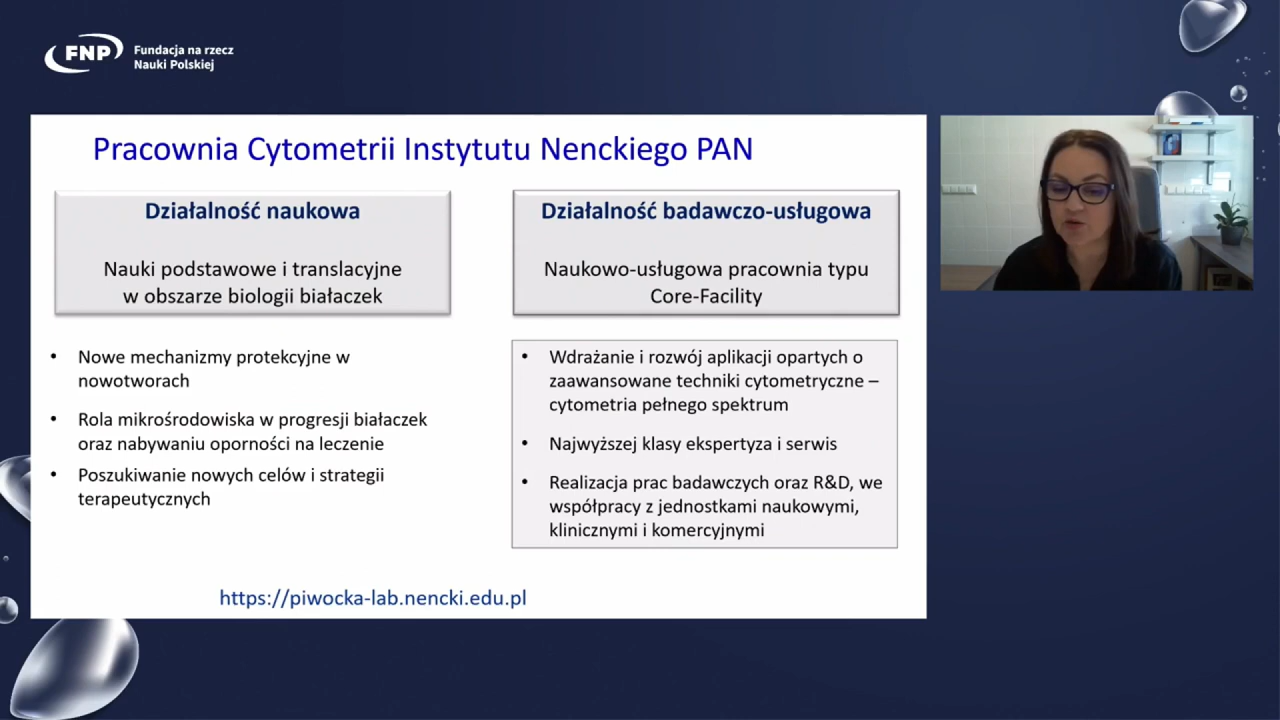 FNP
Fundacja na rzecz
Nauki Polskiej
Pracownia Cytometrii Instytutu Nenckiego PAN
Działalność naukowa
Nauki podstawowe i translacyjne
w obszarze biologii białaczek
• Nowe mechanizmy protekcyjne w
nowotworach
• Rola mikrośrodowiska w progresji białaczek
oraz nabywaniu oporności na leczenie
• Poszukiwanie nowych celów i strategii
terapeutycznych
Działalność badawczo-usługowa
Naukowo-usługowa pracownia typu
Core-Facility
• Wdrażanie i rozwój aplikacji opartych o
zaawansowane techniki cytometryczne –
cytometria pełnego spektrum
• Najwyższej klasy ekspertyza i serwis
• Realizacja prac badawczych oraz R&D, we
współpracy z jednostkami naukowymi,
klinicznymi i komercyjnymi
https://piwocka-lab.nencki.edu.pl